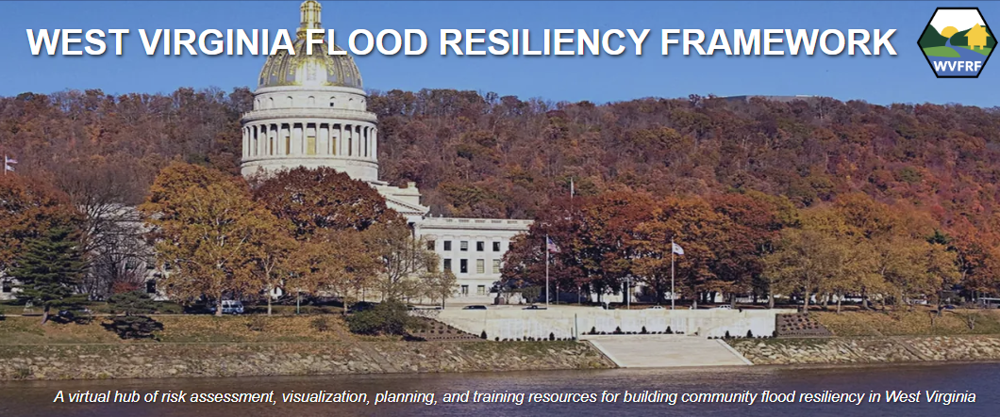 WEST VIRGINIA FLOOD RESILIENCY FRAMEWORK
WVFRF
A virtual hub of risk assessment, visualization, planning, and training resources for building community flood resiliency in West Virginia